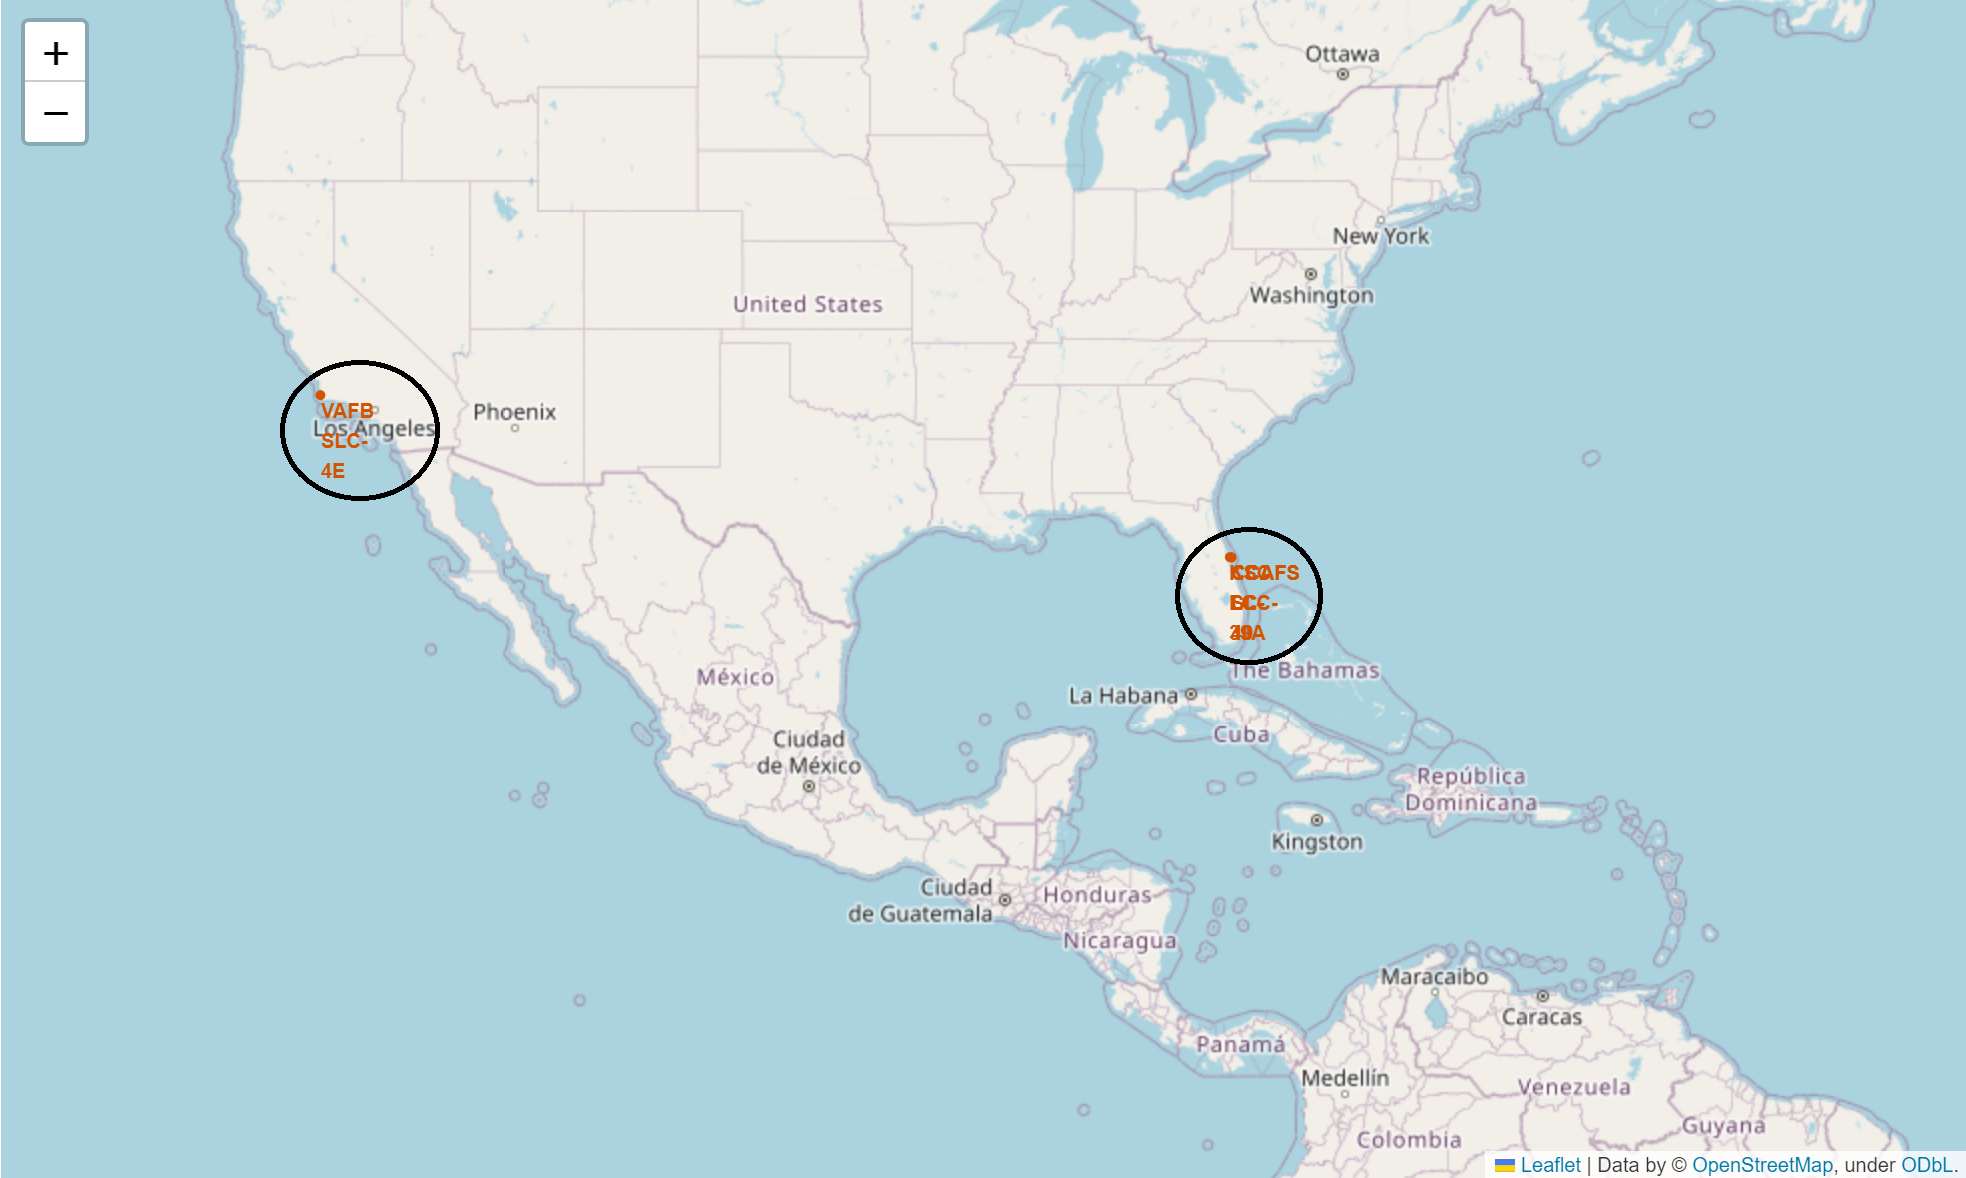 +
−
Ottawa
New York
Washington
United States
VAFB
SLC-
4E
Los Angeles
Phoenix
The Bahamas
La Habana
Cuba
México
Ciudad
de México
República
Dominicana
Kingston
Ciudad
de Guatemala
Honduras
Nicaragua
Maracaibo
Caracas
Panamá
Medellín
Venezuela
Colombia
Guyana
Leaflet | Data by © OpenStreetMap, under ODbL.